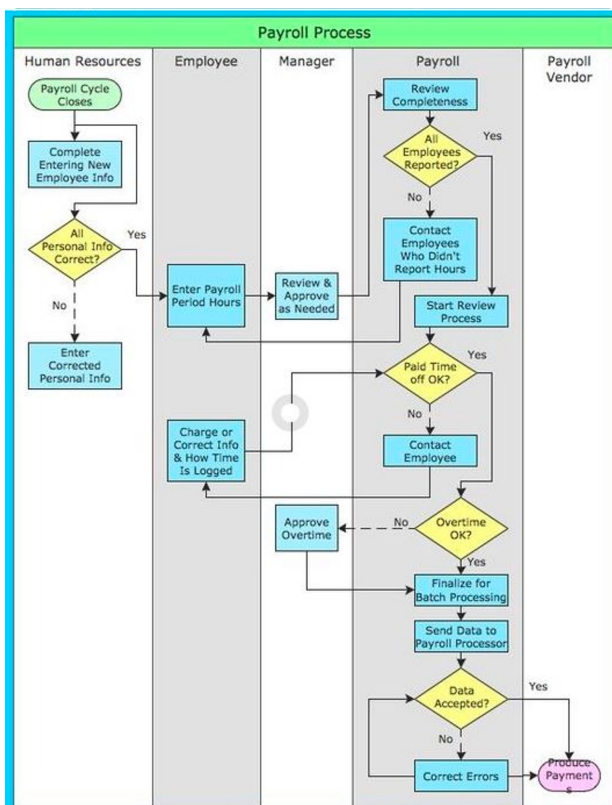 Payroll Process
Human Resources
Employee
Manager
Payroll
Payroll
Vendor
Payroll Cycle
Closes
Complete
Entering New
Employee Info
All
Personal Info
Correct?
Yes
No
Enter
Corrected
Personal Info
Enter Payroll
Period Hours
Review &
Approve
as Needed
Review
Completeness
All
Employees
Reported?
Yes
No
Contact
Employees
Who Didn't
Report Hours
Start Review
Process
Paid Time
off OK?
Yes
No
Contact
Employee
Charge or
Correct Info
& How Time
Is Logged
Overtime
OK?
No
Yes
Approve
Overtime
Finalize for
Batch Processing
Send Data to
Payroll Processor
Data
Accepted?
Yes
No
Correct Errors
Produce
Payment
s